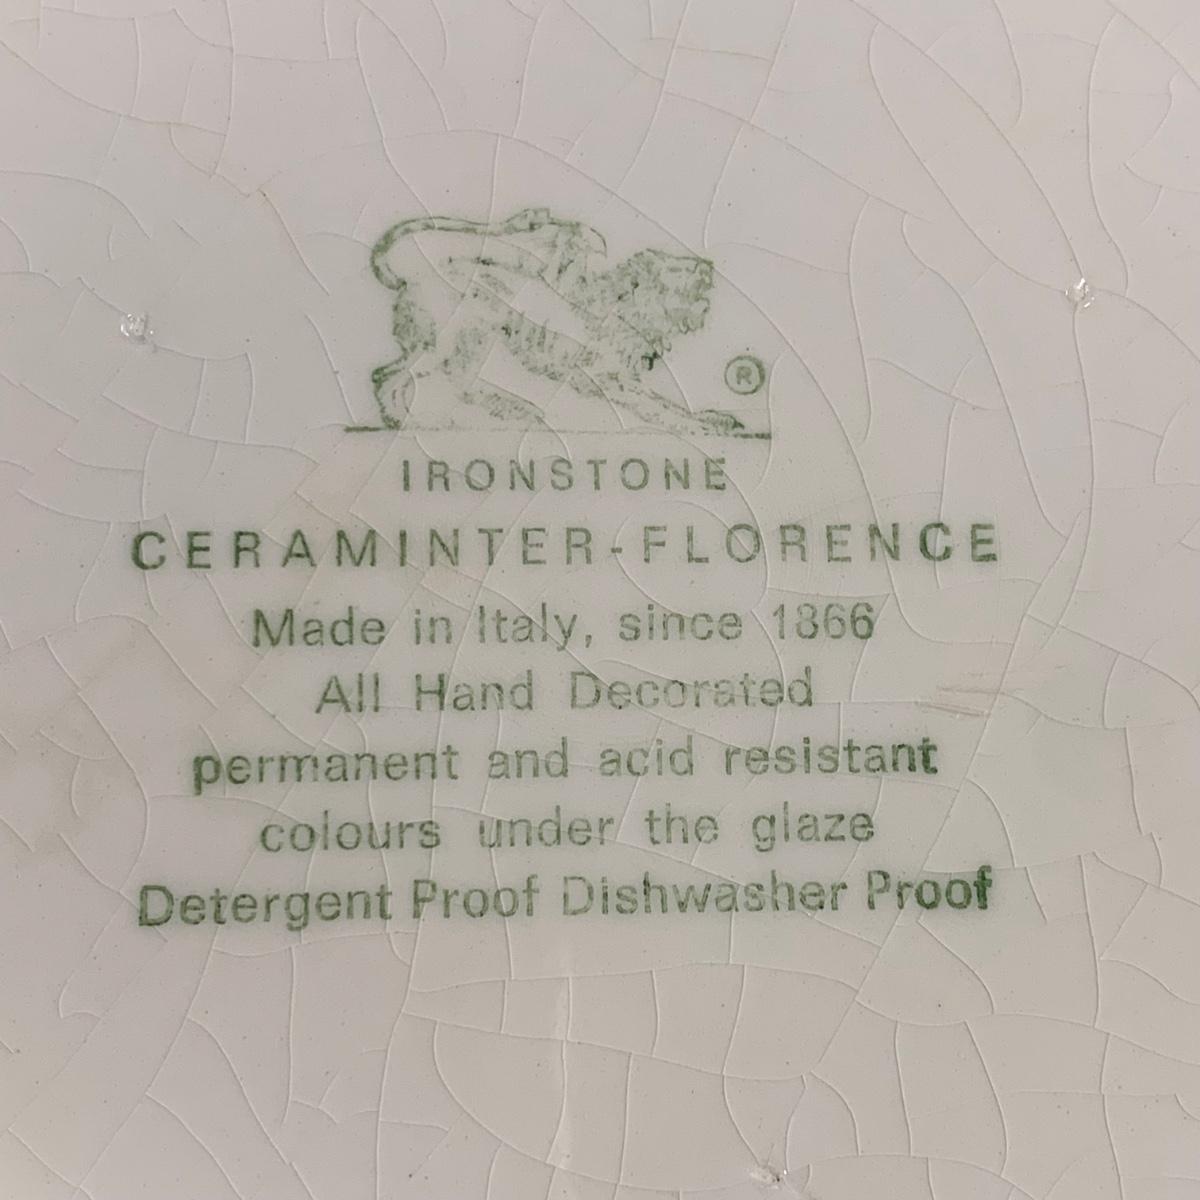 ®
IRONSTONE
CERAMINTER-FLORENCE
Made in Italy, since 1866
All Hand Decorated
permanent and acid resistant
colours under the glaze
Detergent Proof Dishwasher Proof